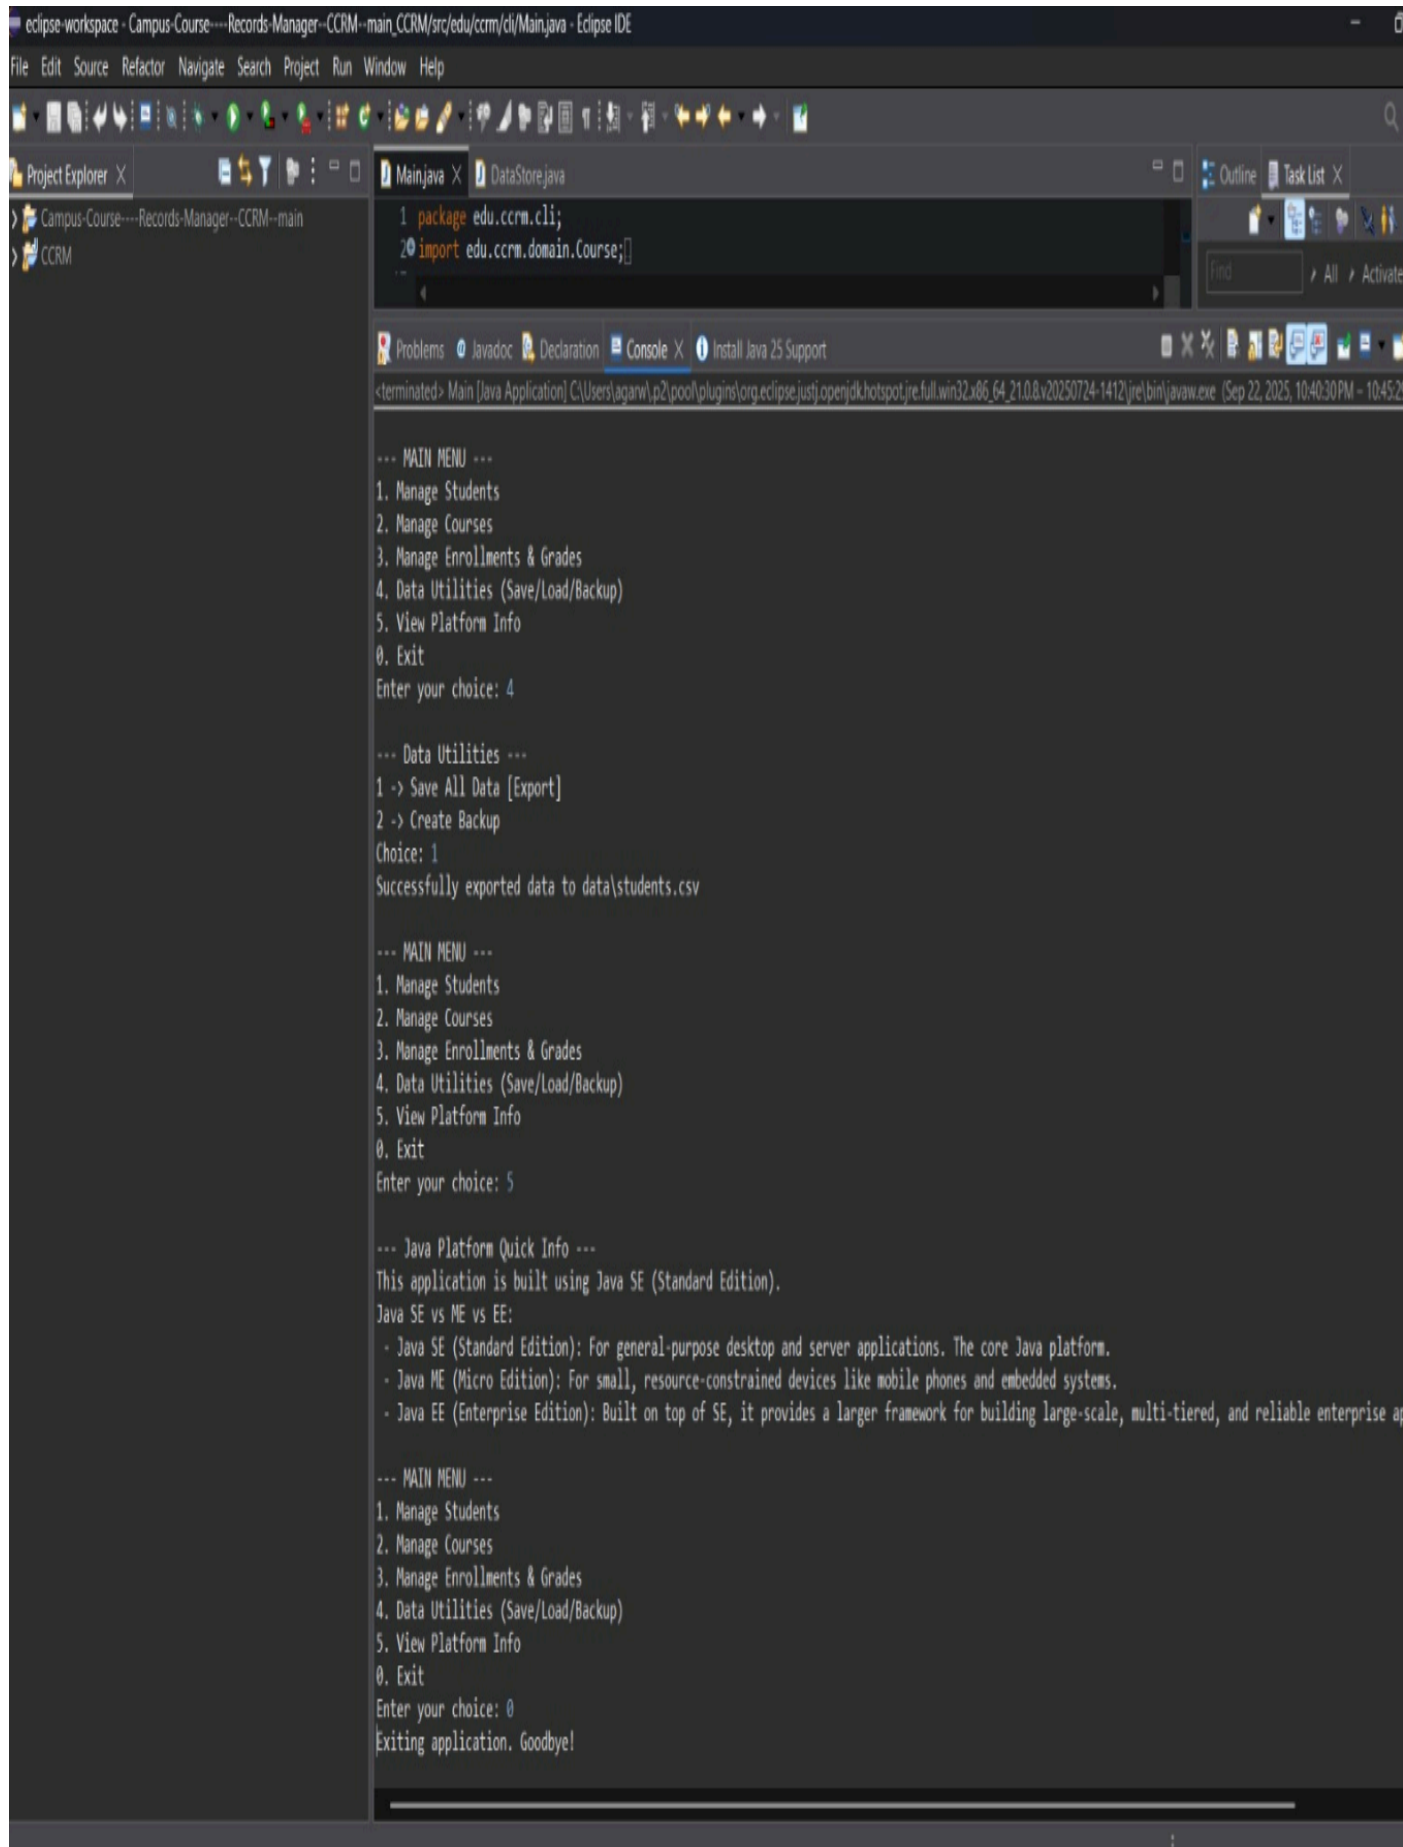 eclipse-workspace - Campus-Course----Records-Manager--CCRM--main_CCRM/src/edu/ccrm/cli/Main.java - Eclipse IDE
File Edit Source Refactor Navigate Search Project Run Window Help
Project Explorer
Campus-Course----Records-Manager--CCRM--main
CCRM
Main.java
DataStore.java
1 package edu.ccrm.cli;
2 import edu.ccrm.domain.Course;
Outline
Task List
Find
All
Activate
Problems
Javadoc
Declaration
Console
Install Java 25 Support
<terminated> Main [Java Application] C:\Users\agarw\.p2\pool\plugins\org.eclipse.justj.openjdk.hotspot.jre.full.win32.x86_64_21.0.8.v20250724-1412\jre\bin\javaw.exe (Sep 22, 2025, 10:40:30 PM – 10:45:25
--- MAIN MENU ---
1. Manage Students
2. Manage Courses
3. Manage Enrollments & Grades
4. Data Utilities (Save/Load/Backup)
5. View Platform Info
0. Exit
Enter your choice: 4
--- Data Utilities ---
1 -> Save All Data [Export]
2 -> Create Backup
Choice: 1
Successfully exported data to data\students.csv
--- MAIN MENU ---
1. Manage Students
2. Manage Courses
3. Manage Enrollments & Grades
4. Data Utilities (Save/Load/Backup)
5. View Platform Info
0. Exit
Enter your choice: 5
--- Java Platform Quick Info ---
This application is built using Java SE (Standard Edition).
Java SE vs ME vs EE:
- Java SE (Standard Edition): For general-purpose desktop and server applications. The core Java platform.
- Java ME (Micro Edition): For small, resource-constrained devices like mobile phones and embedded systems.
- Java EE (Enterprise Edition): Built on top of SE, it provides a larger framework for building large-scale, multi-tiered, and reliable enterprise ap
--- MAIN MENU ---
1. Manage Students
2. Manage Courses
3. Manage Enrollments & Grades
4. Data Utilities (Save/Load/Backup)
5. View Platform Info
0. Exit
Enter your choice: 0
Exiting application. Goodbye!